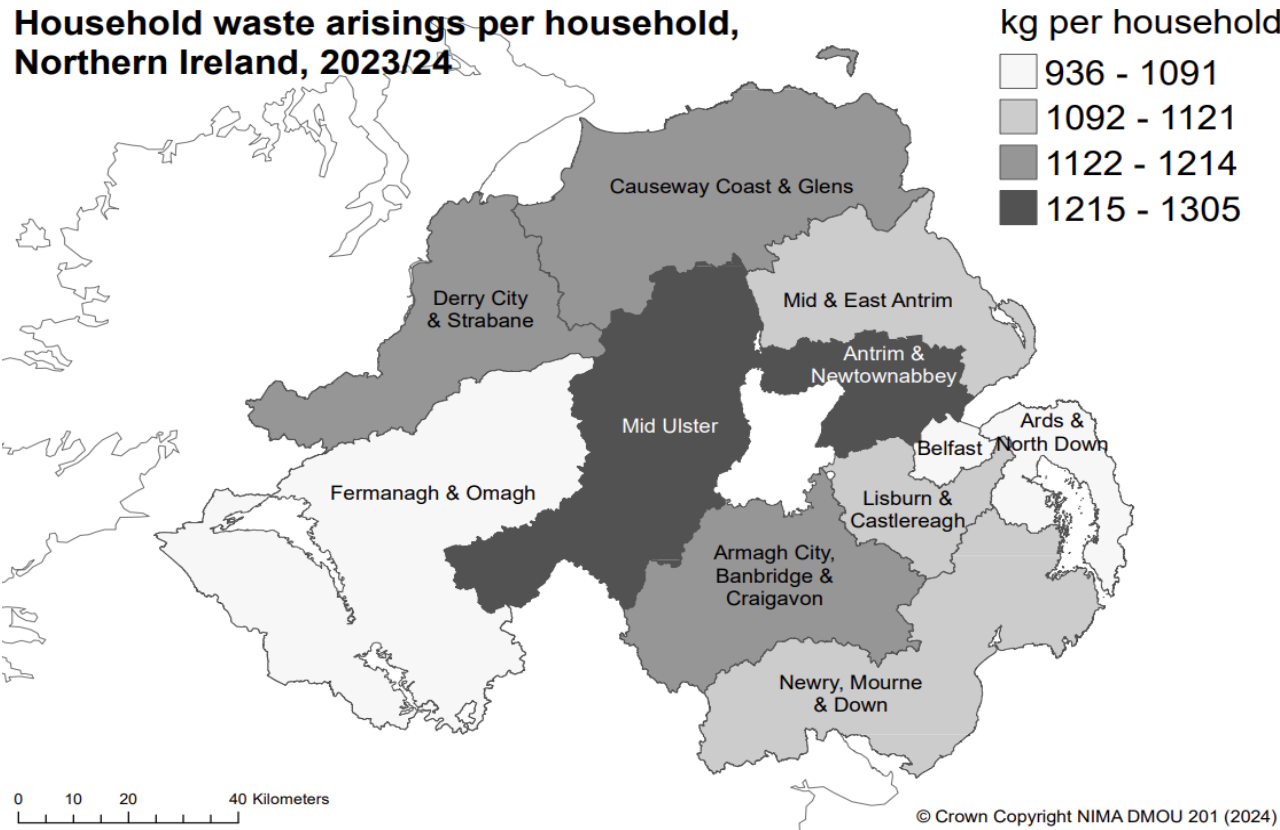 Household waste arisings per household,
Northern Ireland, 2023/24
kg per household
936 - 1091
1092 - 1121
1122 - 1214
1215 - 1305
Causeway Coast & Glens
Derry City
& Strabane
Mid & East Antrim
Antrim &
Newtownabbey
Mid Ulster
Belfast
Ards &
North Down
Fermanagh & Omagh
Lisburn &
Castlereagh
Armagh City,
Banbridge &
Craigavon
Newry, Mourne
& Down
0 10 20 40 Kilometers
© Crown Copyright NIMA DMOU 201 (2024)